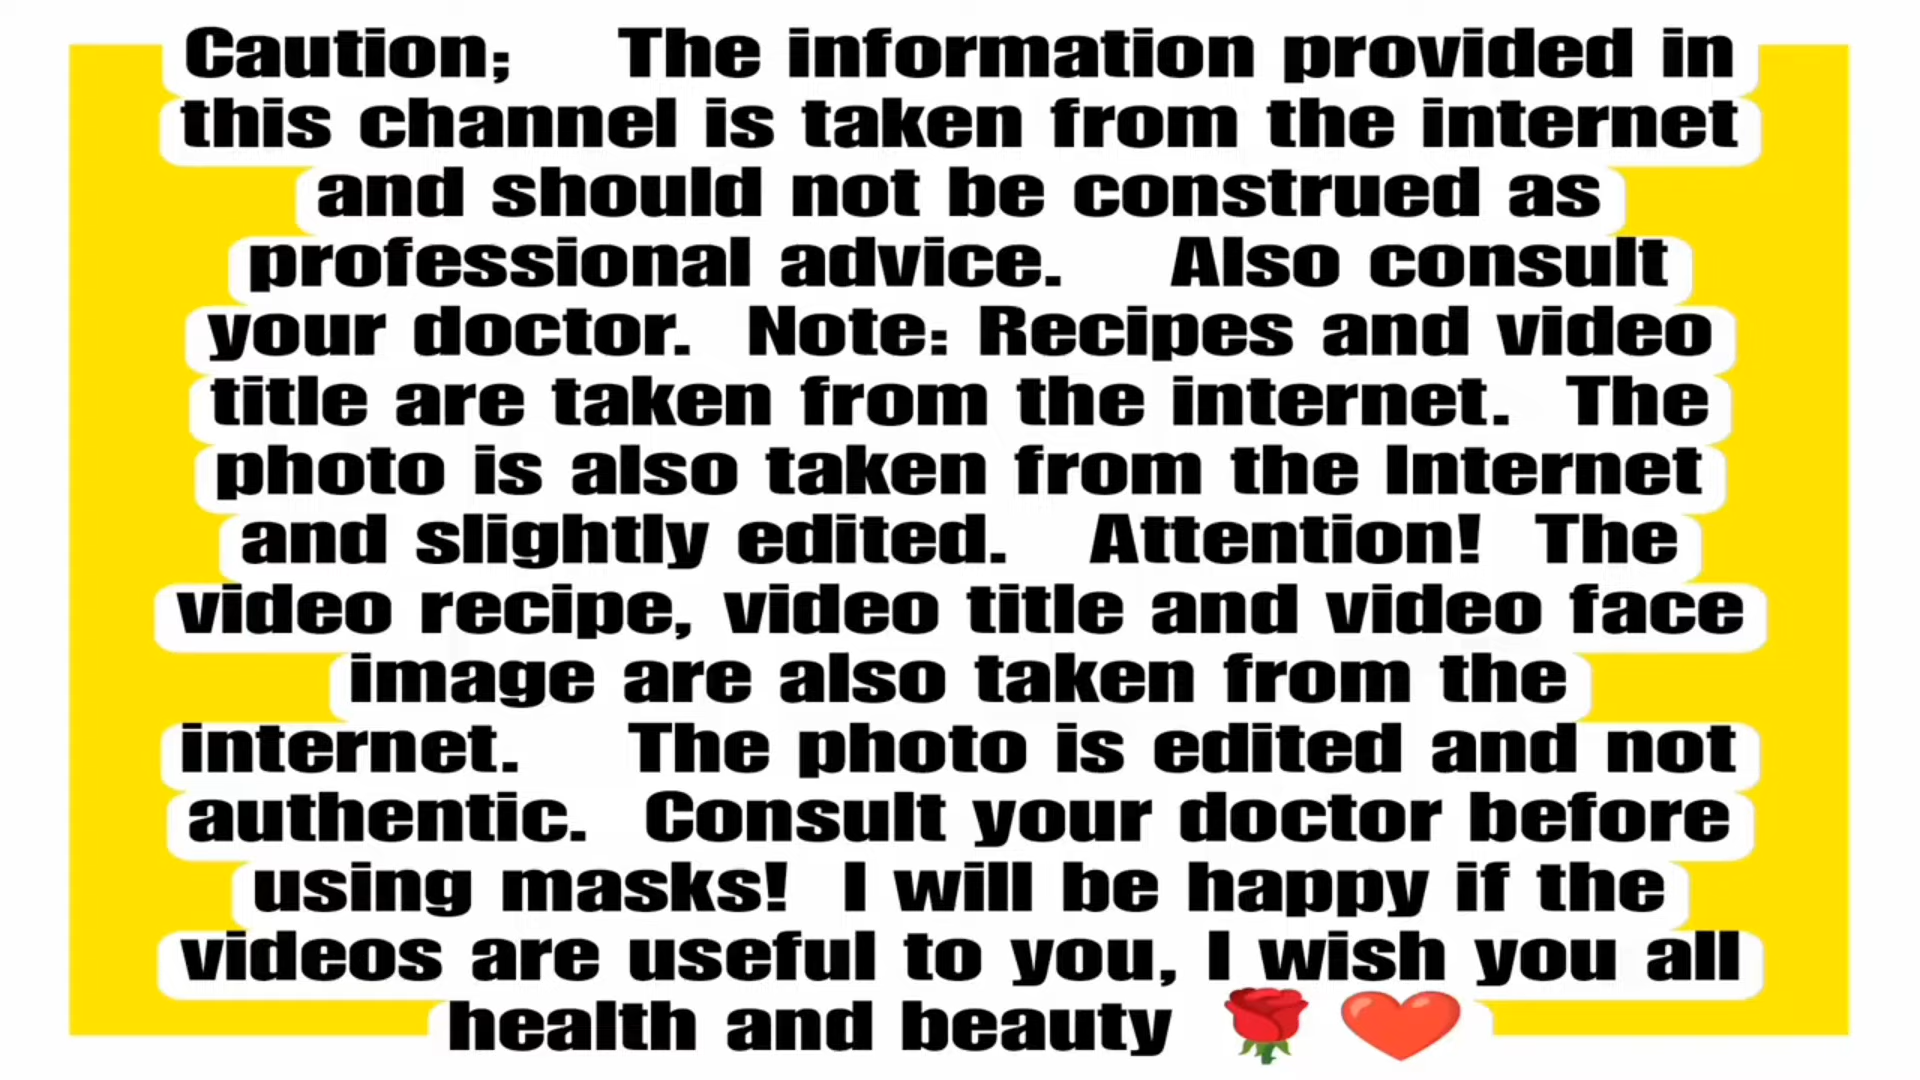 Caution; The information provided in
this channel is taken from the internet
and should not be construed as
professional advice. Also consult
your doctor. Note: Recipes and video
title are taken from the internet. The
photo is also taken from the Internet
and slightly edited. Attention! The
video recipe, video title and video face
image are also taken from the
internet. The photo is edited and not
authentic. Consult your doctor before
using masks! I will be happy if the
videos are useful to you, I wish you all
health and beauty 🌹 ❤️